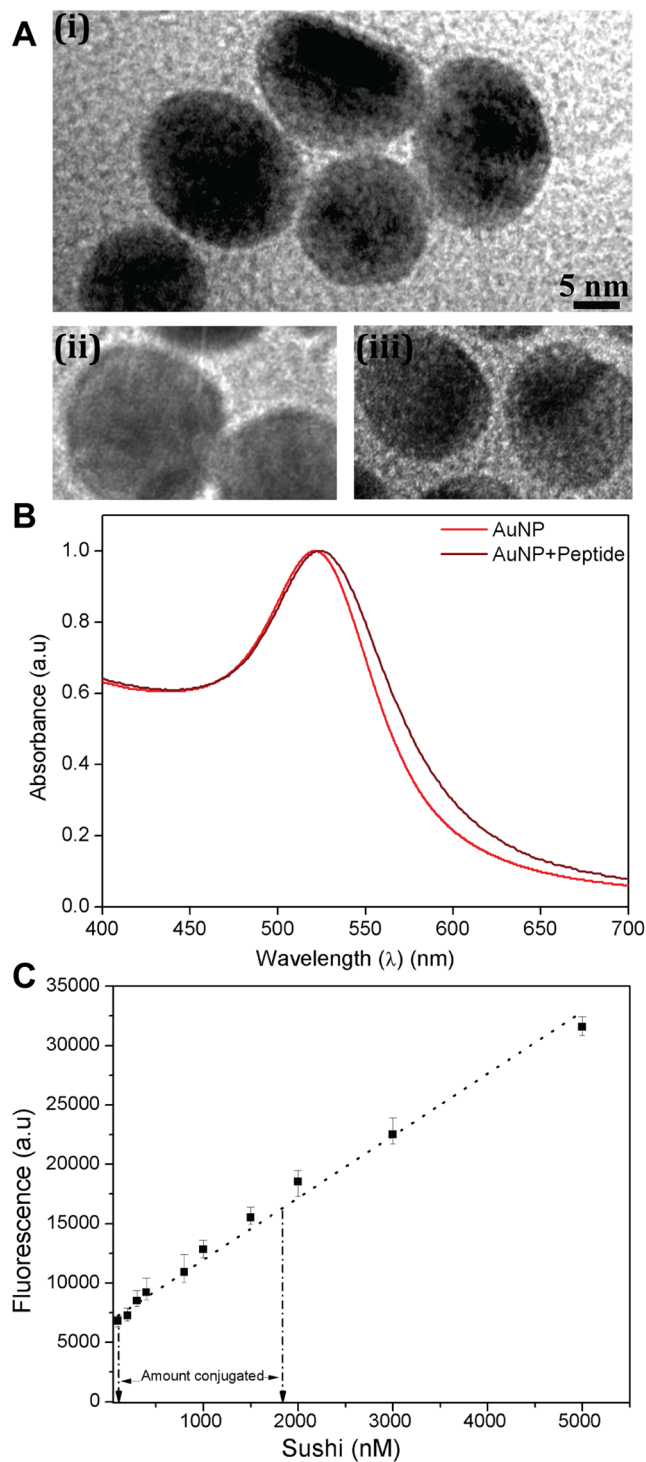 A
(i)
5 nm
(ii)
(iii)
B
AuNP
AuNP+Peptide
1.0
0.8
0.6
0.4
0.2
0.0
Absorbance (a.u)
400 450 500 550 600 650 700
Wavelength (λ) (nm)
C
35000
30000
25000
20000
15000
10000
5000
0
Fluorescence (a.u)
Amount conjugated
1000 2000 3000 4000 5000
Sushi (nM)